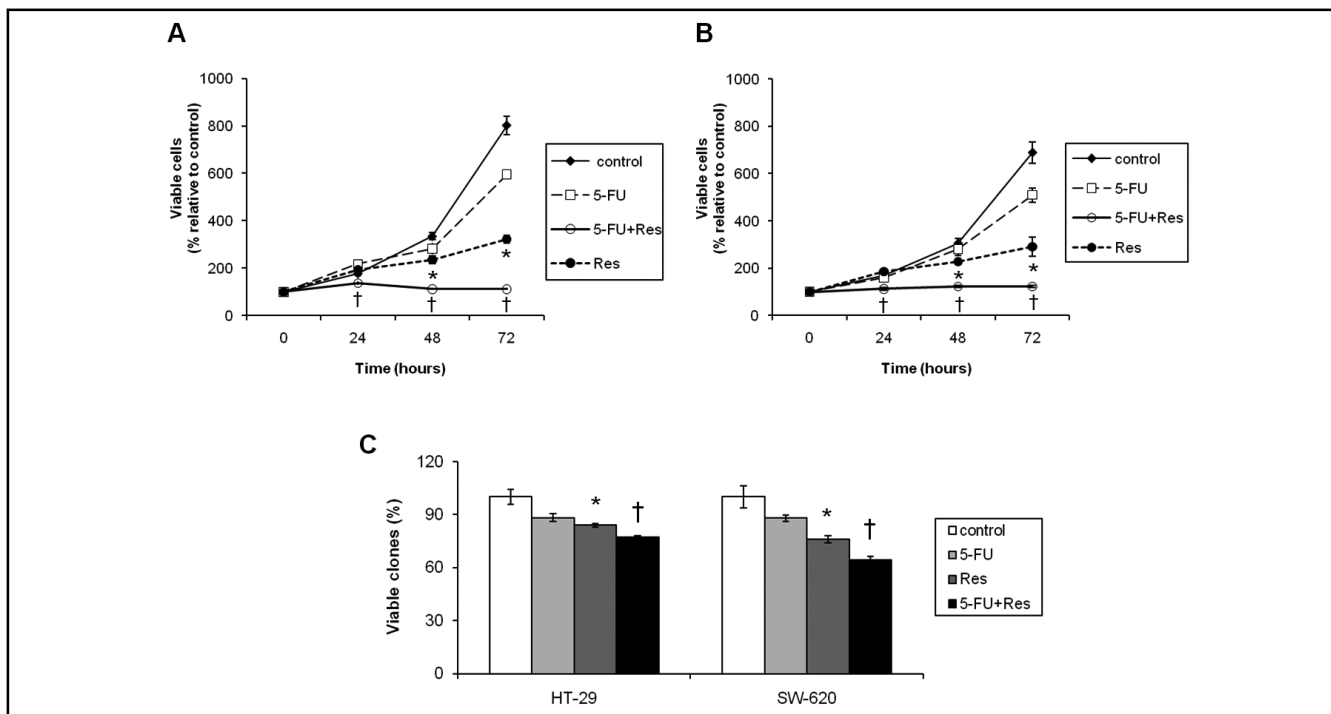 A
Viable cells
(% relative to control)
1000
800
600
400
200
0
*
*
†
†
†
0
24
48
72
Time (hours)
control
5-FU
5-FU+Res
Res
B
Viable cells
(% relative to control)
1000
800
600
400
200
0
*
*
†
†
†
0
24
48
72
Time (hours)
control
5-FU
5-FU+Res
Res
C
Viable clones (%)
120
90
60
30
0
*
†
*
†
HT-29
SW-620
control
5-FU
Res
5-FU+Res